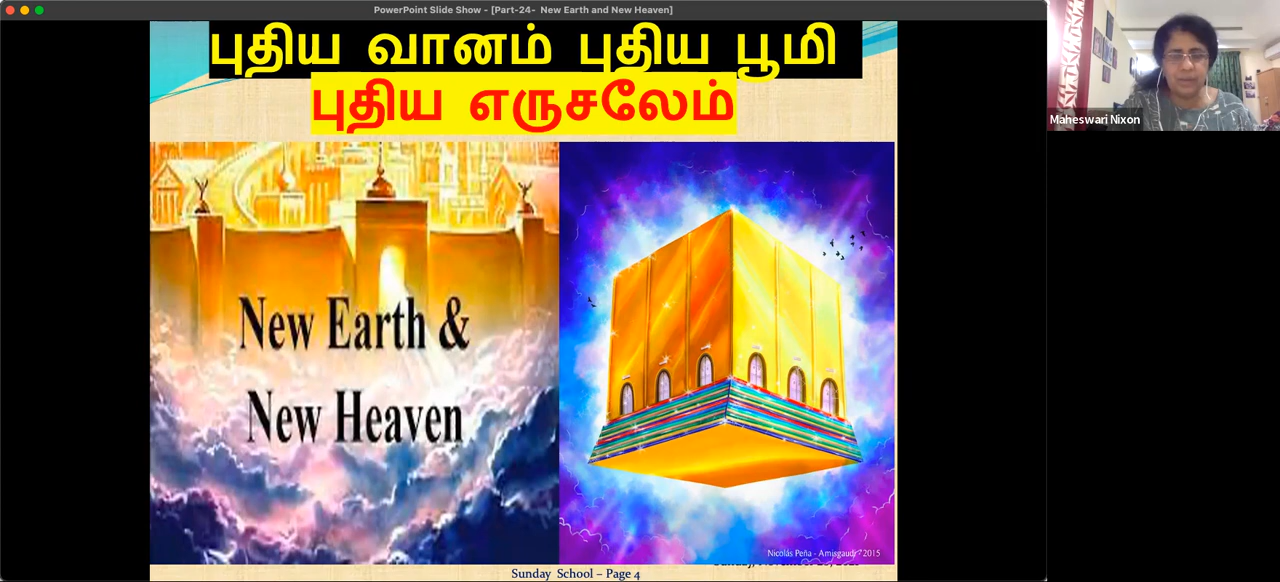 PowerPoint Slide Show - [Part-24- New Earth and New Heaven]
புதிய வானம் புதிய பூமி
புதிய எருசலேம்
Maheswari Nixon
New Earth &
New Heaven
Nicolás Peña - Amisgaudi - 2015
Sunday School – Page 4